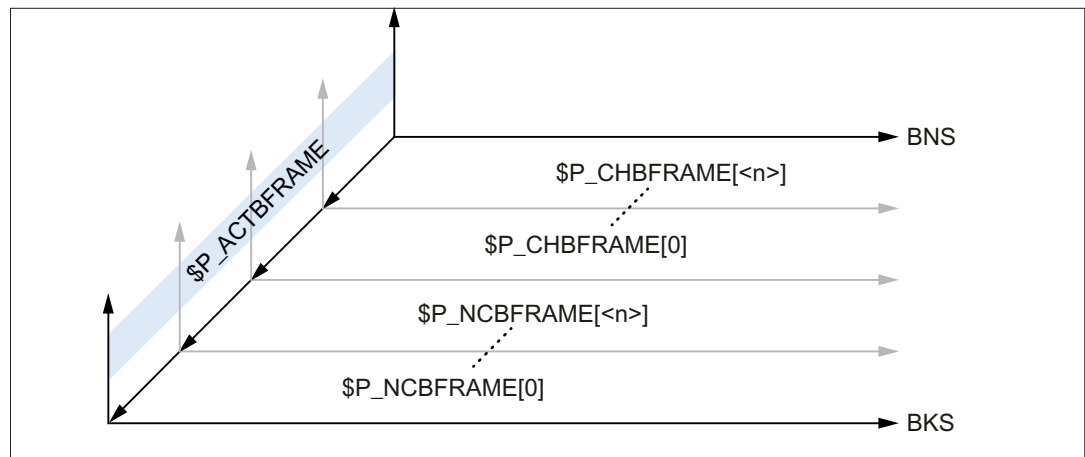 BNS
$P_CHBFRAME[<n>]
$P_ACTBFRAME
$P_CHBFRAME[0]
$P_NCBFRAME[<n>]
$P_NCBFRAME[0]
BKS